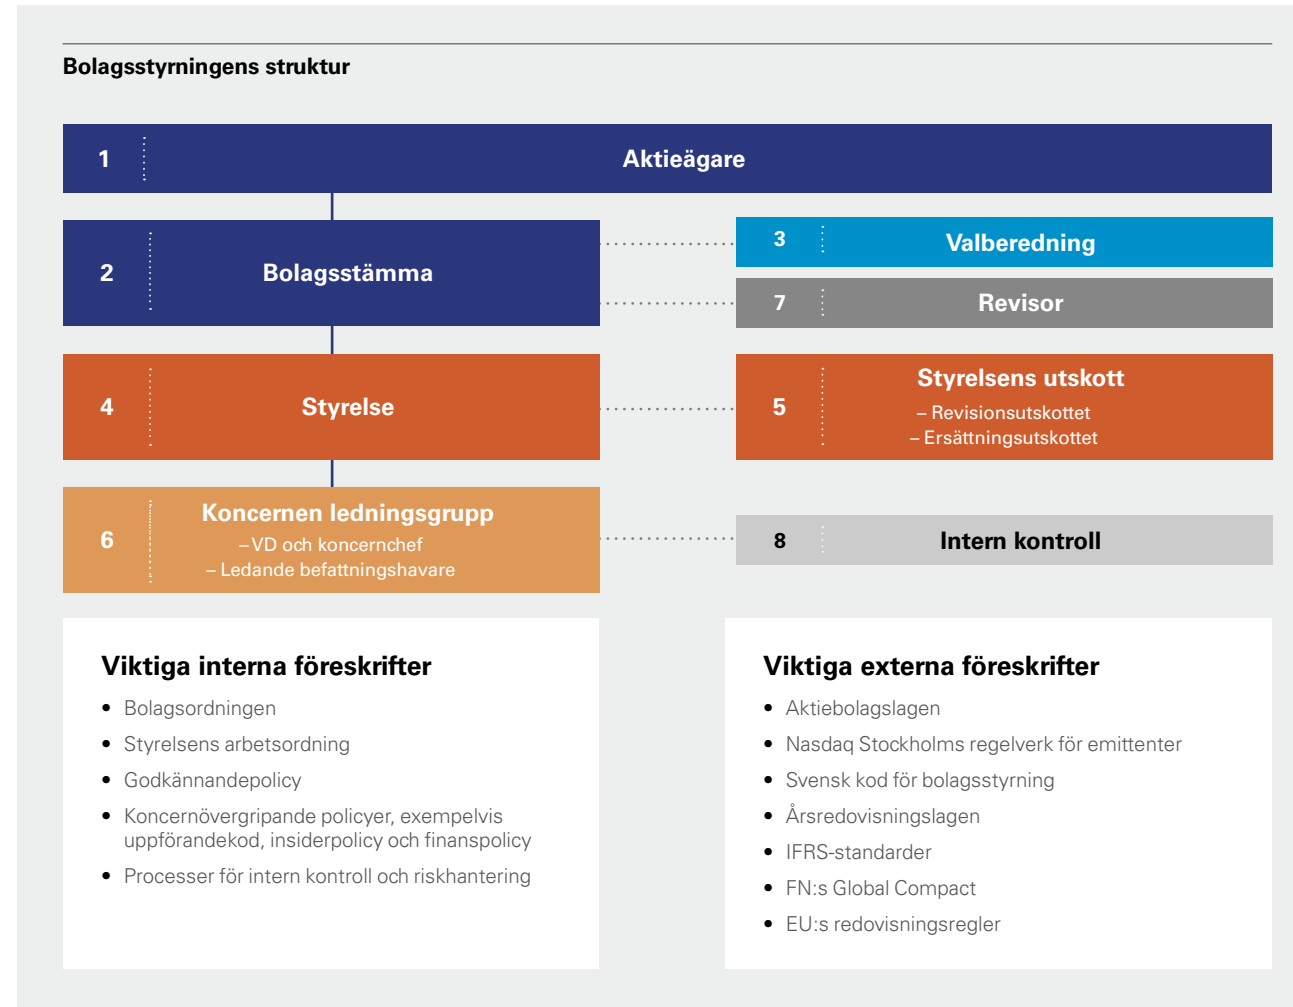 Bolagsstyrningens struktur
1
Aktieägare
2
Bolagsstämma
3
Valberedning
7
Revisor
4
Styrelse
5
Styrelsens utskott
– Revisionsutskottet
– Ersättningsutskottet
6
Koncernen ledningsgrupp
– VD och koncernchef
– Ledande befattningshavare
8
Intern kontroll
Viktiga interna föreskrifter
• Bolagsordningen
• Styrelsens arbetsordning
• Godkännandepolicy
• Koncernövergripande policyer, exempelvis
uppförandekod, insiderpolicy och finanspolicy
• Processer för intern kontroll och riskhantering
Viktiga externa föreskrifter
• Aktiebolagslagen
• Nasdaq Stockholms regelverk för emittenter
• Svensk kod för bolagsstyrning
• Årsredovisningslagen
• IFRS-standarder
• FN:s Global Compact
• EU:s redovisningsregler